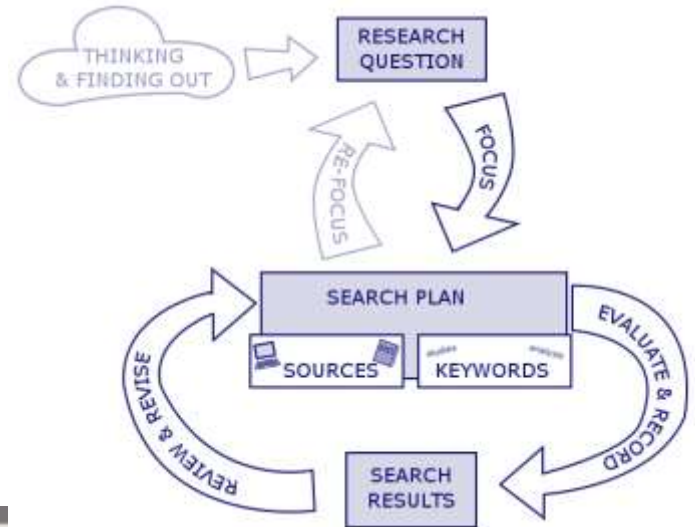 THINKING
& FINDING OUT
RESEARCH
QUESTION
FOCUS
RE-FOCUS
SEARCH PLAN
SOURCES
KEYWORDS
EVALUATE & RECORD
SEARCH
RESULTS
REVIEW & REVISE